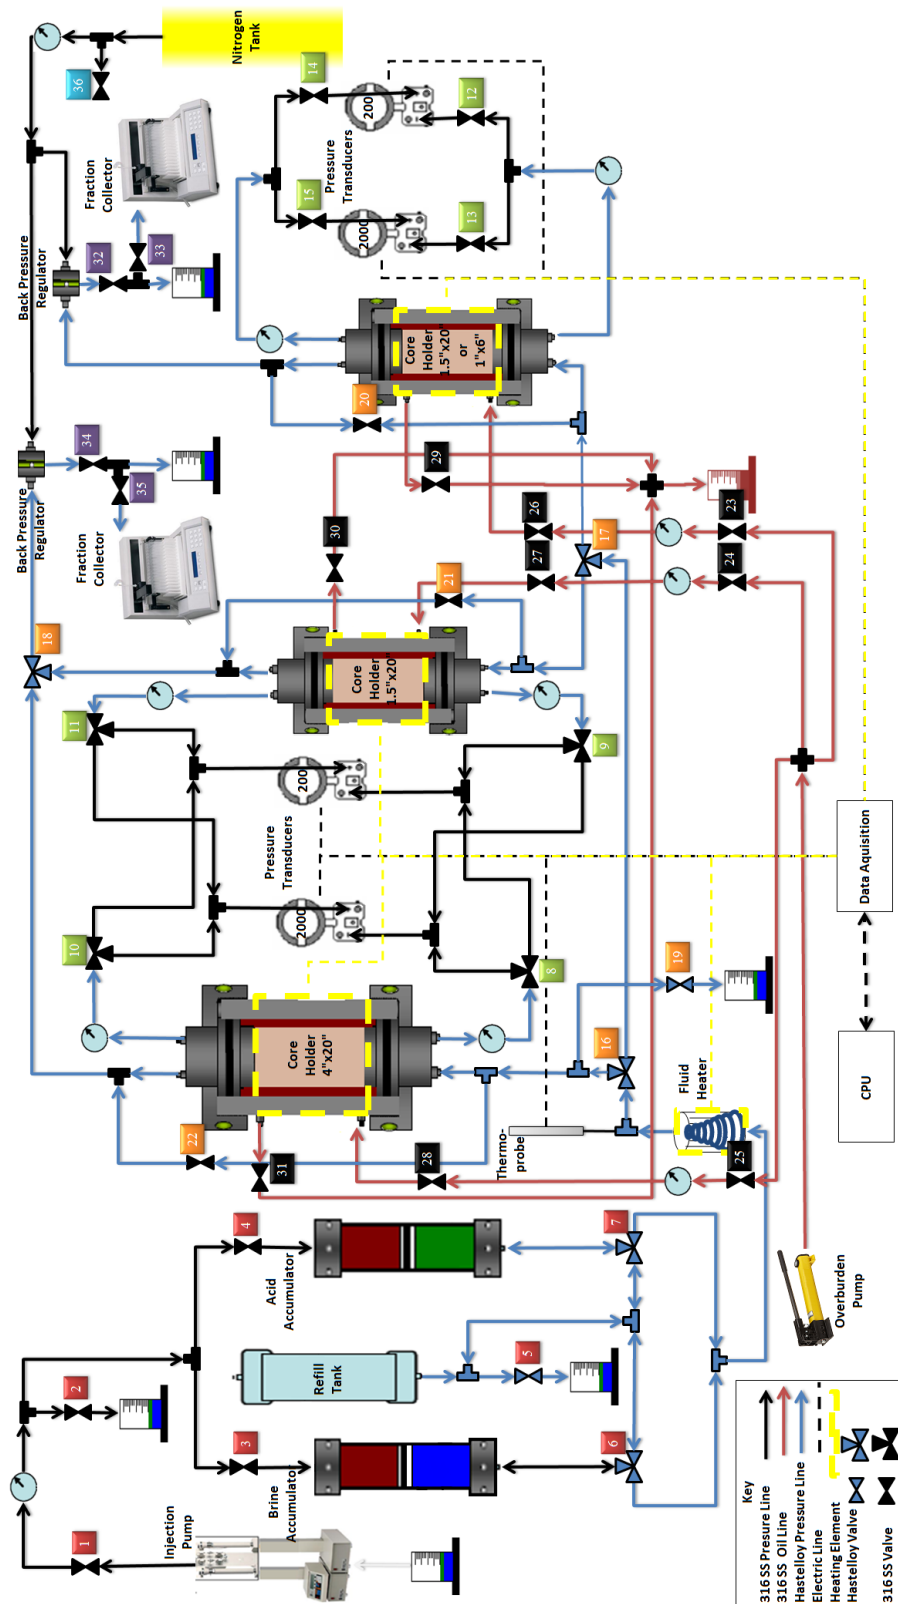 Nitrogen
Tank
36
Fraction
Collector
32
33
Back Pressure
Regulator
14
15
12
13
200
2000
Pressure
Transducers
Core
Holder
1.5"x20"
or
1"x6"
20
Back Pressure
Regulator
34
35
Fraction
Collector
29
30
26
27
23
24
17
18
21
Core
Holder
1.5"x20"
11
9
200
2000
Pressure
Transducers
10
8
Core
Holder
4"x20"
22
31
28
16
19
Thermo-
probe
Fluid
Heater
25
Data Aquisition
CPU
Overburden
Pump
4
Acid
Accumulator
7
Refill
Tank
5
2
3
Brine
Accumulator
6
1
Injection
Pump
Key
316 SS Presure Line
316 SS Oil Line
Hastelloy Pressure Line
Electric Line
Heating Element
Hastelloy Valve
316 SS Valve